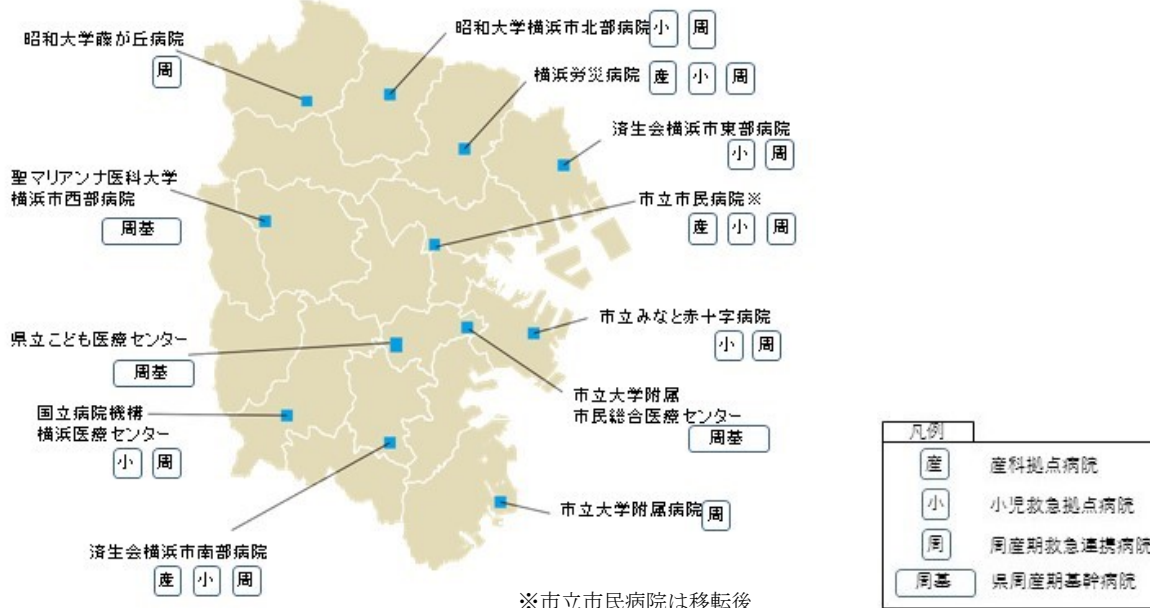 昭和大学藤が丘病院
周
昭和大学横浜市北部病院 小 周
横浜労災病院 産 小 周
済生会横浜市東部病院
小 周
聖マリアンナ医科大学
横浜市西部病院
周基
市立市民病院※
産 小 周
県立こども医療センター
周基
市立みなと赤十字病院
小 周
市立大学附属
市民総合医療センター
周基
国立病院機構
横浜医療センター
小 周
市立大学附属病院 周
済生会横浜市南部病院
産 小 周
※市立市民病院は移転後
凡例
産 産科拠点病院
小 小児救急拠点病院
周 周産期救急連携病院
周基 県周産期基幹病院